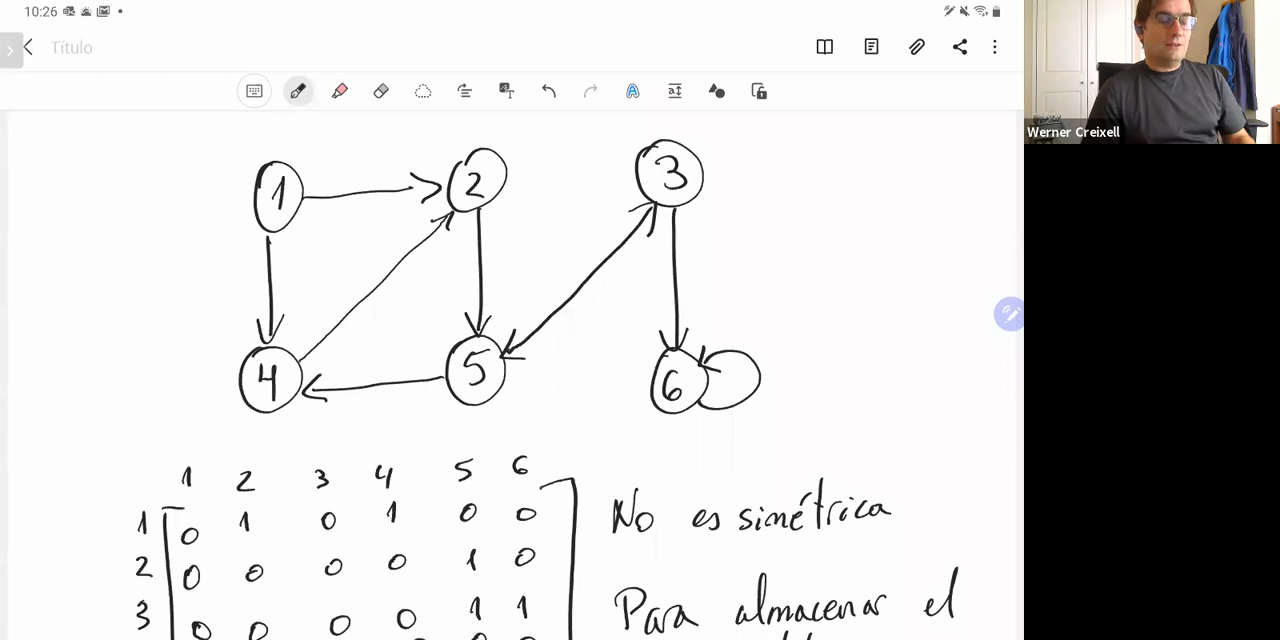 10:26
Título
Werner Creixell
1 2 3
4 5 6
1 2 3 4 5 6
1 0 1 0 1 0 0
2 0 0 0 0 1 0
3 0 0 0 0 1 1
No es simétrica
Para almacenar el